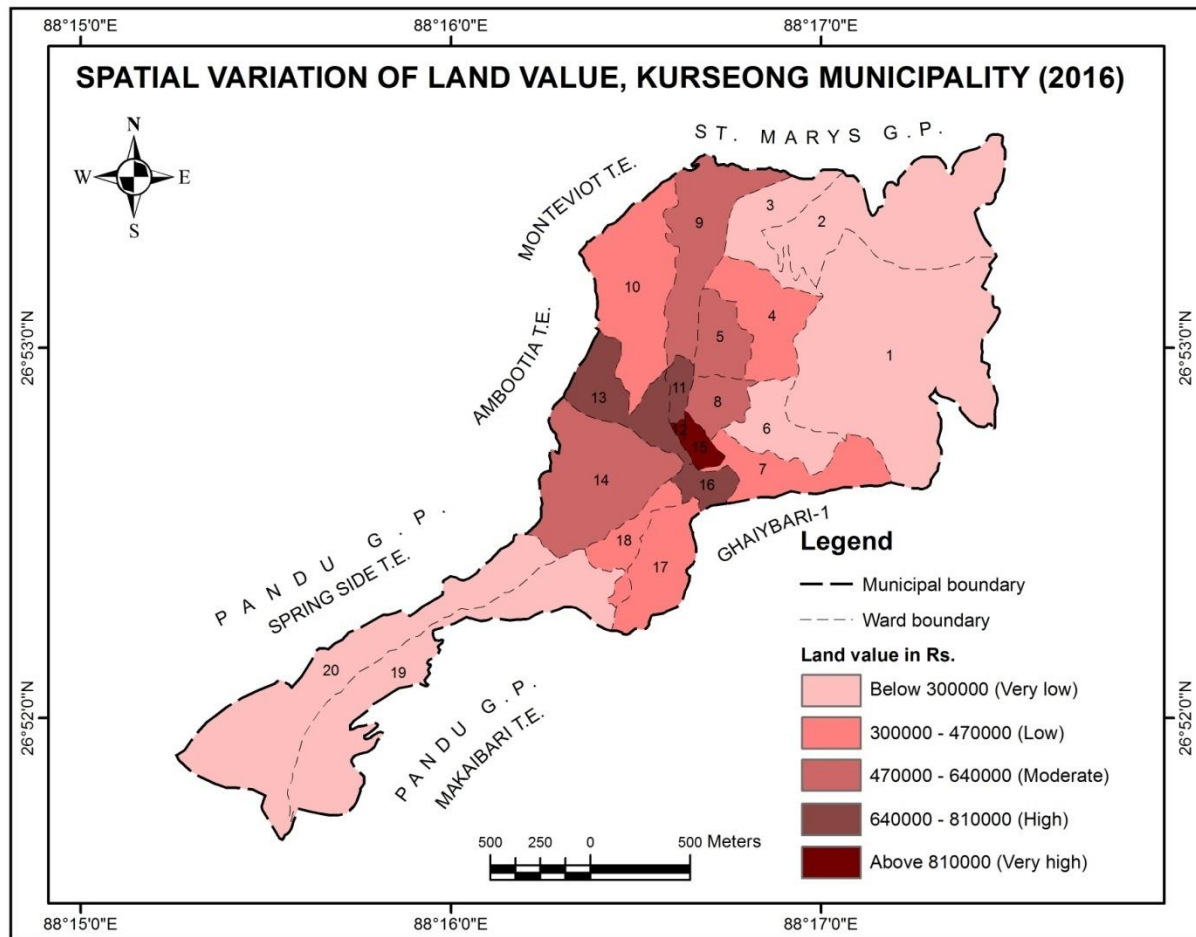 88°15'0"E 88°16'0"E 88°17'0"E
SPATIAL VARIATION OF LAND VALUE, KURSEONG MUNICIPALITY (2016)
N
W E
S
ST. MARYS G.P.
MONTEVIOT T.E.
AMBOOTIA T.E.
3
2
9
10
4
5
1
26°53'0"N 26°53'0"N
11
13
8
6
12
15
7
14
16
18
17
GHAIYBARI-1
PANDU G.P.
SPRING SIDE T.E.
20
19
PANDU G.P.
MAKAIBARI T.E.
26°52'0"N 26°52'0"N
Legend
Municipal boundary
Ward boundary
Land value in Rs.
Below 300000 (Very low)
300000 - 470000 (Low)
470000 - 640000 (Moderate)
640000 - 810000 (High)
Above 810000 (Very high)
500 250 0 500 Meters
88°15'0"E 88°16'0"E 88°17'0"E